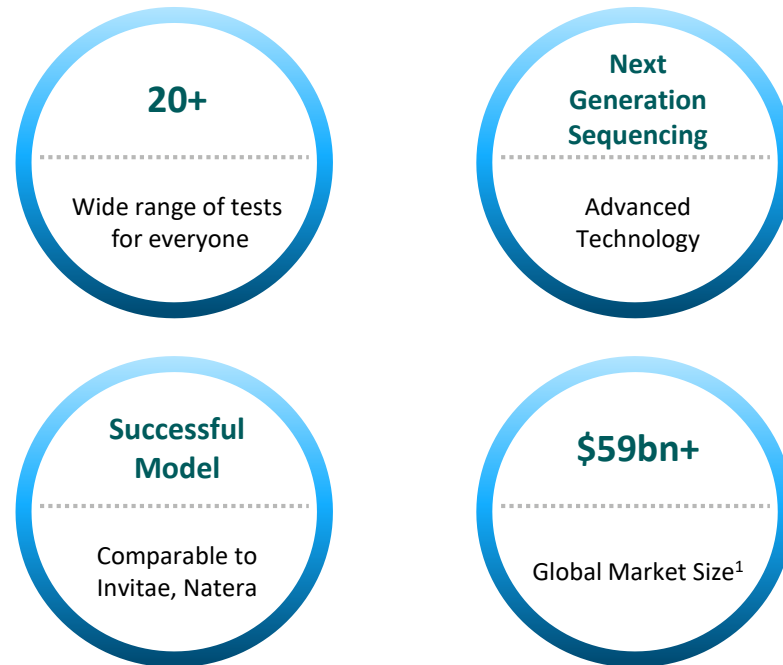 20+
Wide range of tests
for everyone
Next
Generation
Sequencing
Advanced
Technology
Successful
Model
Comparable to
Invitae, Natera
$59bn+
Global Market Size¹